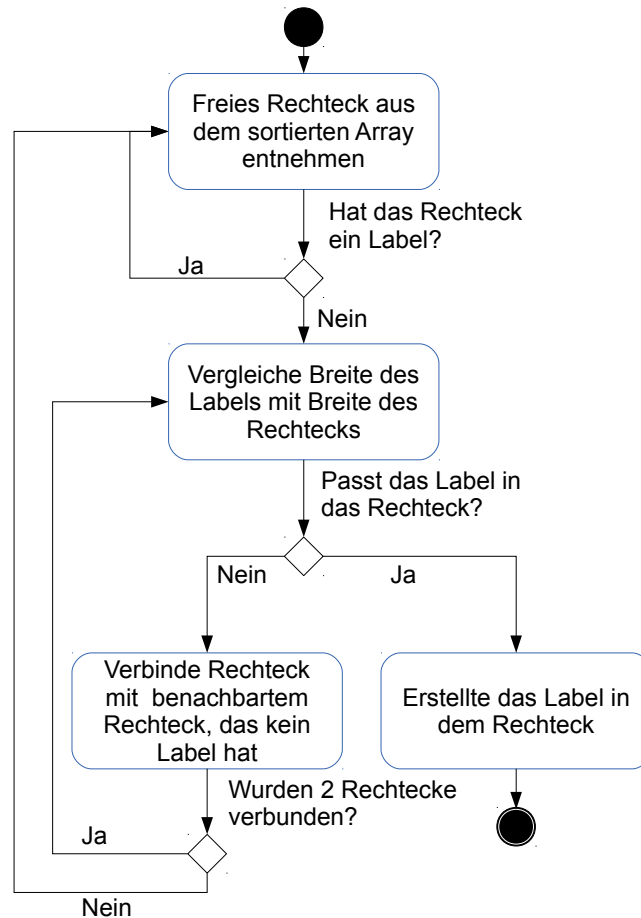 Freies Rechteck aus
dem sortierten Array
entnehmen
Hat das Rechteck
ein Label?
Ja
Nein
Vergleiche Breite des
Labels mit Breite des
Rechtecks
Passt das Label in
das Rechteck?
Nein
Ja
Verbinde Rechteck
mit benachbartem
Rechteck, das kein
Label hat
Erstellte das Label in
dem Rechteck
Wurden 2 Rechtecke
verbunden?
Ja
Nein